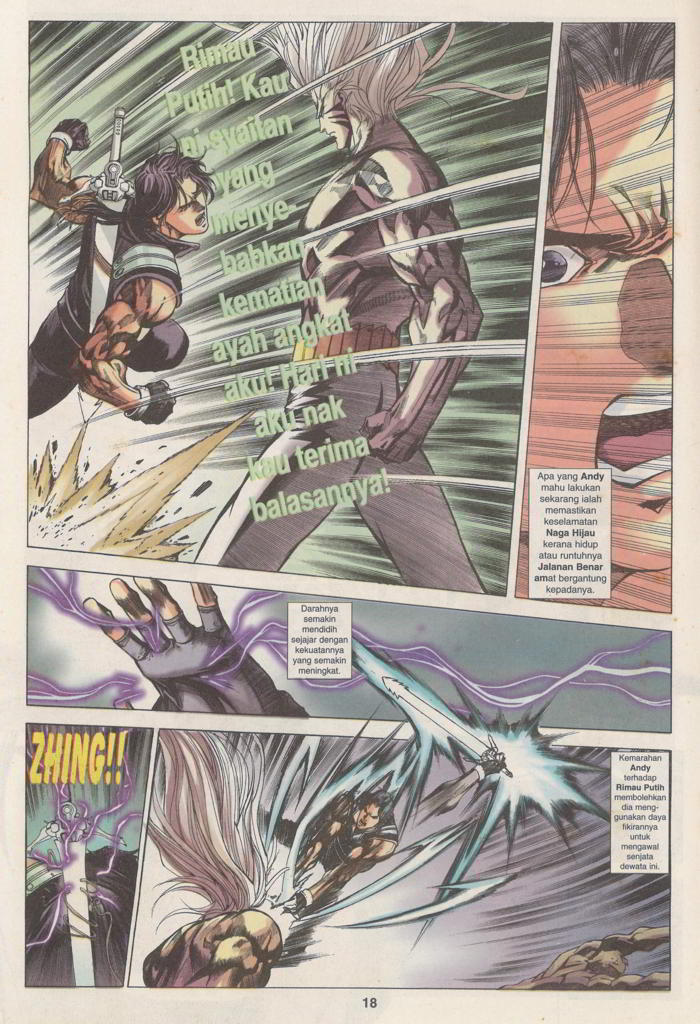 Rimau
Putih! Kau
ni syaitan
yang
menye-
babkan
kematian
ayah angkat
aku! Hari ni
aku nak
kau terima
balasannya!
Apa yang Andy
mahu lakukan
sekarang ialah
memastikan
keselamatan
Naga Hijau
kerana hidup
atau runtuhnya
Jalanan Benar
amat bergantung
kepadanya.
Darahnya
semakin
mendidih
sejajar dengan
kekuatannya
yang semakin
meningkat.
ZHING!!
Kemarahan
Andy
terhadap
Rimau Putih
membolehkan
dia meng-
gunakan daya
fikirannya
untuk
mengawal
senjata
dewata ini.
18